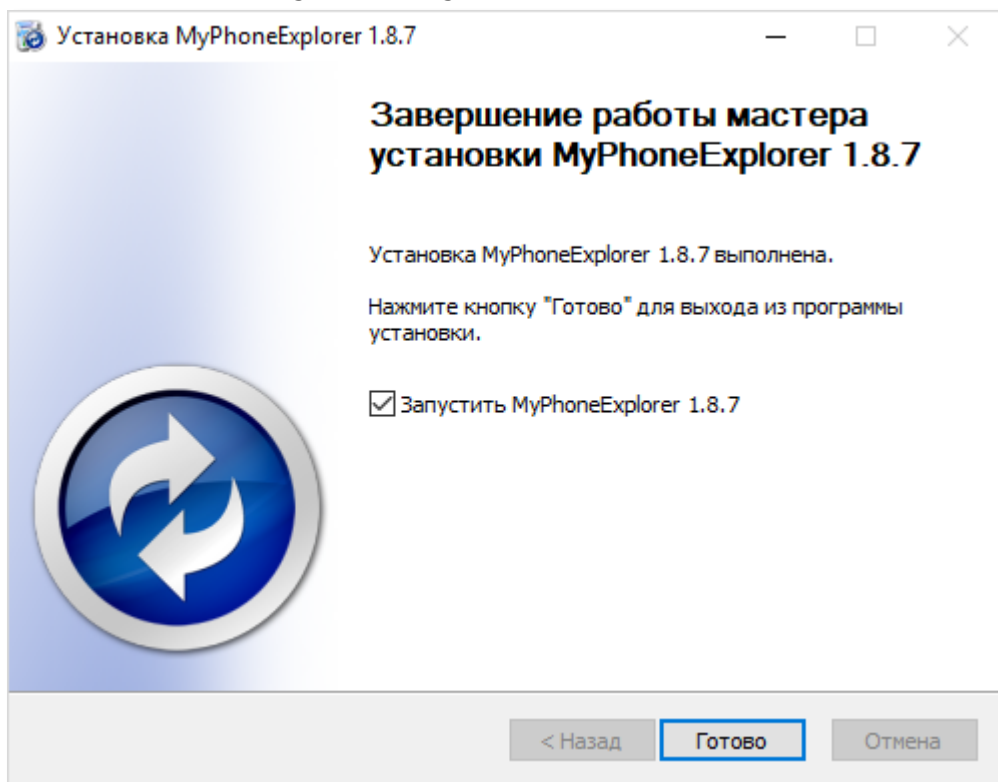 Установка MyPhoneExplorer 1.8.7
Завершение работы мастера
установки MyPhoneExplorer 1.8.7
Установка MyPhoneExplorer 1.8.7 выполнена.
Нажмите кнопку "Готово" для выхода из программы
установки.
Запустить MyPhoneExplorer 1.8.7
< Назад Готово Отмена